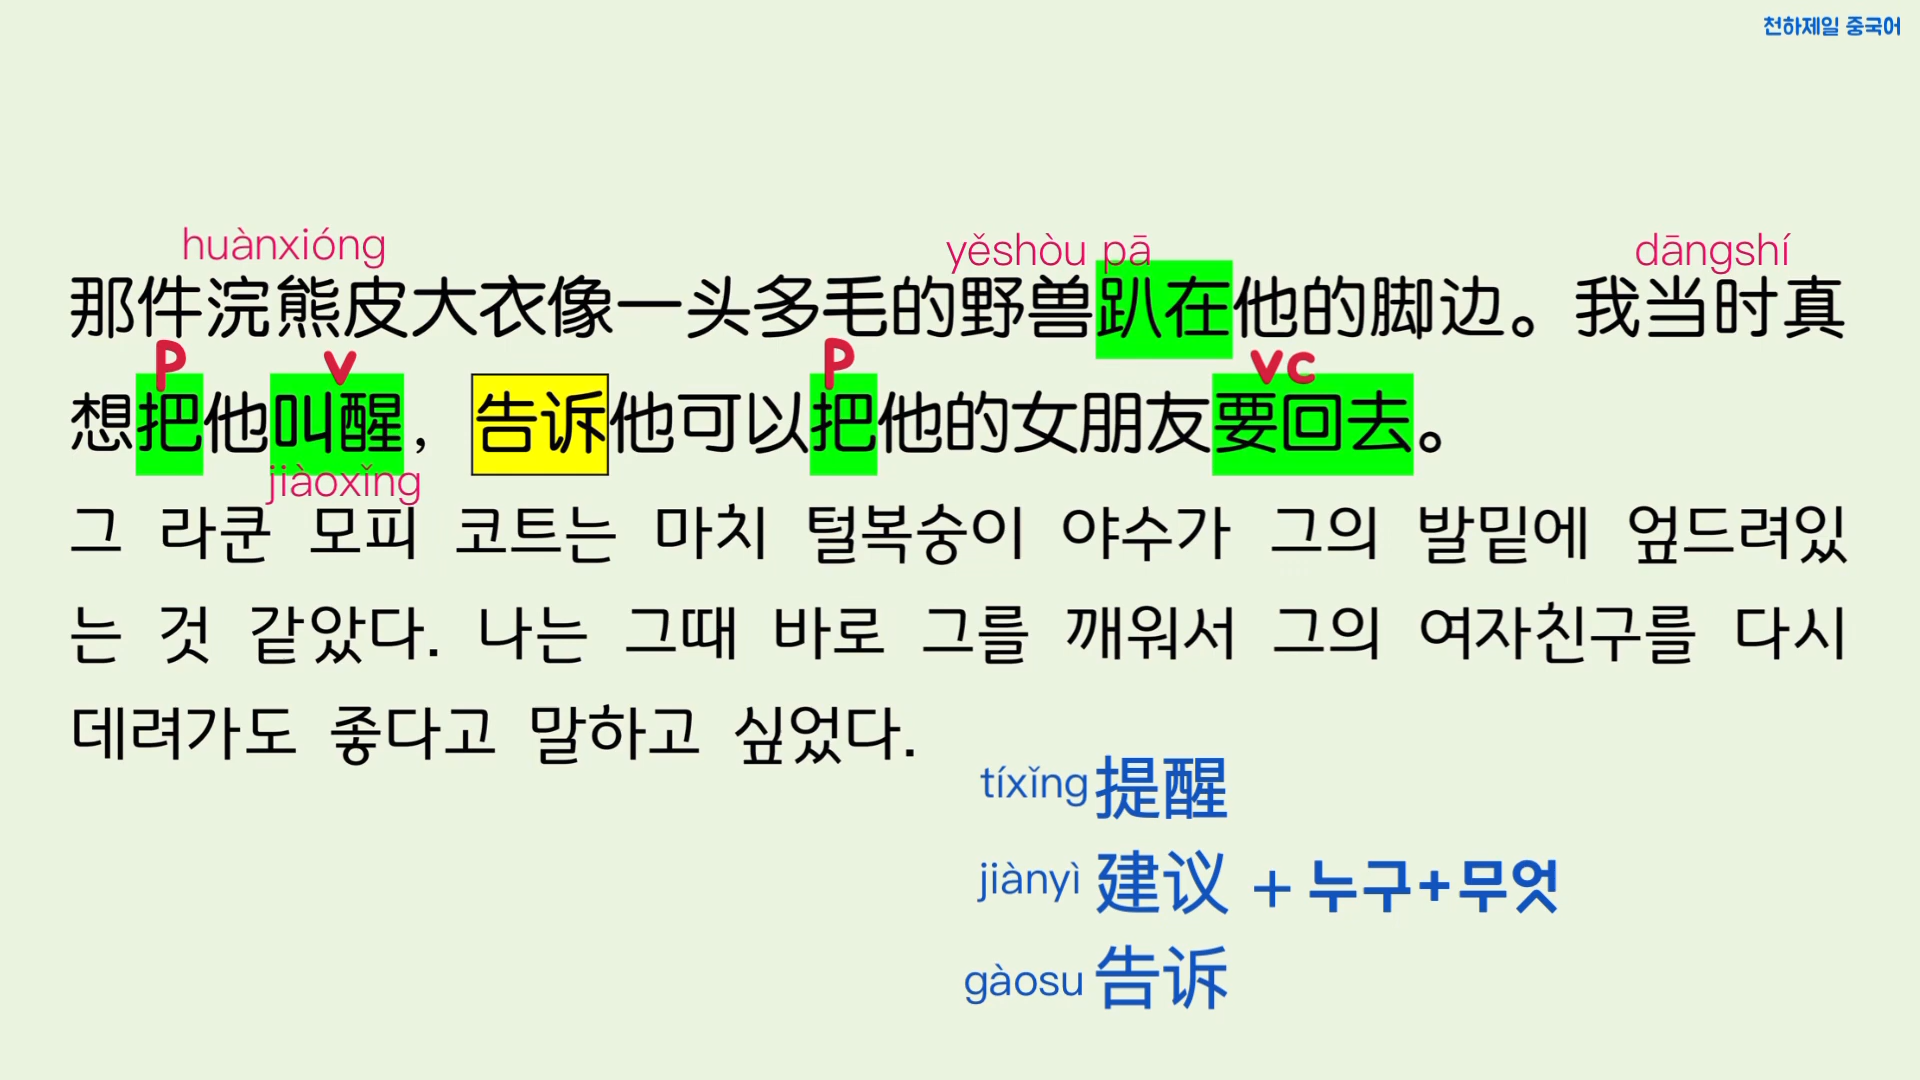 천하제일 중국어
huànxióng yěshòu pā dāngshí
那件浣熊皮大衣像一头多毛的野兽趴在他的脚边。我当时真
P V P VC
想把他叫醒，告诉他可以把他的女朋友要回去。
jiàoxǐng
그 라쿤 모피 코트는 마치 털복숭이 야수가 그의 발밑에 엎드려있
는 것 같았다. 나는 그때 바로 그를 깨워서 그의 여자친구를 다시
데려가도 좋다고 말하고 싶었다.
tíxǐng 提醒
jiànyì 建议 + 누구+무엇
gàosu 告诉